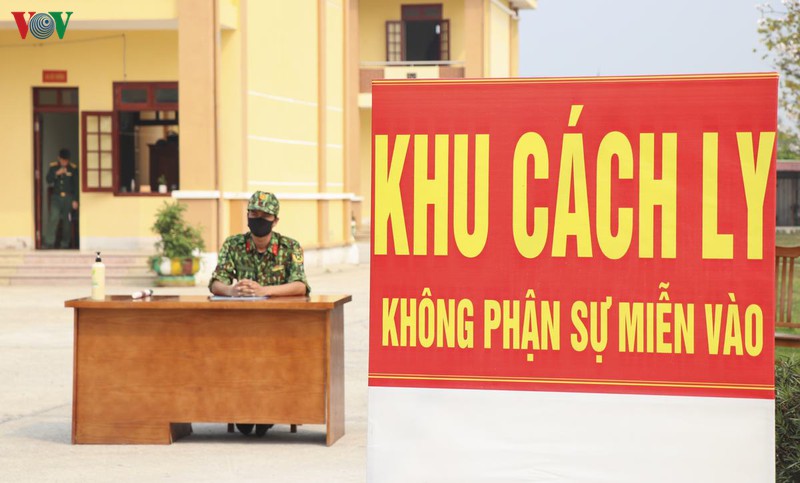 VOV
KHU CÁCH LY
KHÔNG PHẬN SỰ MIỄN VÀO